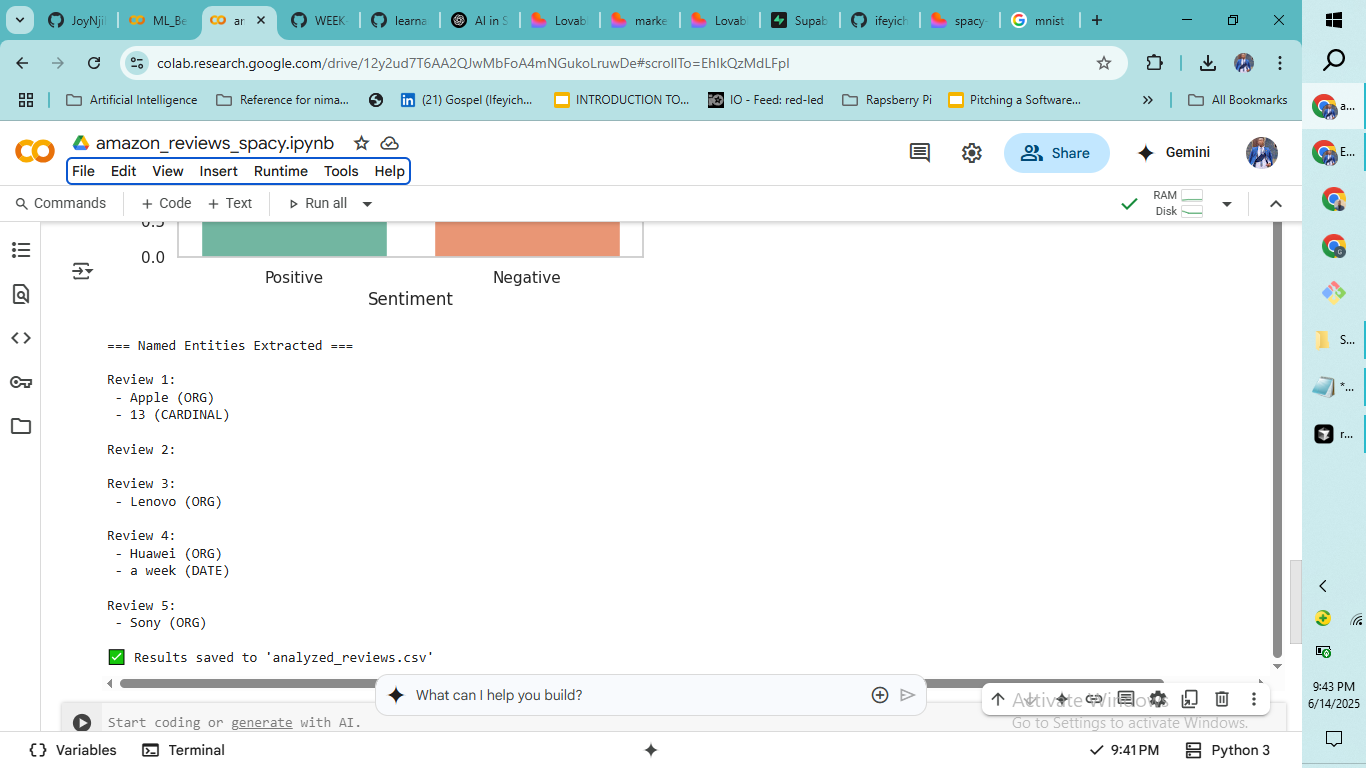 JoyNji
ML_Be
ar
WEEK
learna
AI in S
Lovab
marke
Lovab
Supab
ifeyich
spacy-
mnist
colab.research.google.com/drive/12y2ud7T6AA2QJwMbFoA4mNGukoLruwDe#scrollTo=EhIkQzMdLFpI
Artificial Intelligence
Reference for nima...
(21) Gospel (Ifeyich...
INTRODUCTION TO...
IO - Feed: red-led
Rapsberry Pi
Pitching a Software...
All Bookmarks
amazon_reviews_spacy.ipynb
File Edit View Insert Runtime Tools Help
Share
Gemini
Commands + Code + Text Run all
RAM
Disk
0.5
0.0
Positive Negative
Sentiment
=== Named Entities Extracted ===
Review 1:
- Apple (ORG)
- 13 (CARDINAL)
Review 2:
Review 3:
- Lenovo (ORG)
Review 4:
- Huawei (ORG)
- a week (DATE)
Review 5:
- Sony (ORG)
Results saved to 'analyzed_reviews.csv'
What can I help you build?
Start coding or generate with AI.
Activate Windows
Go to Settings to activate Windows.
Variables Terminal
9:41 PM Python 3
a...
E...
S...
*...
r...
9:43 PM
6/14/2025